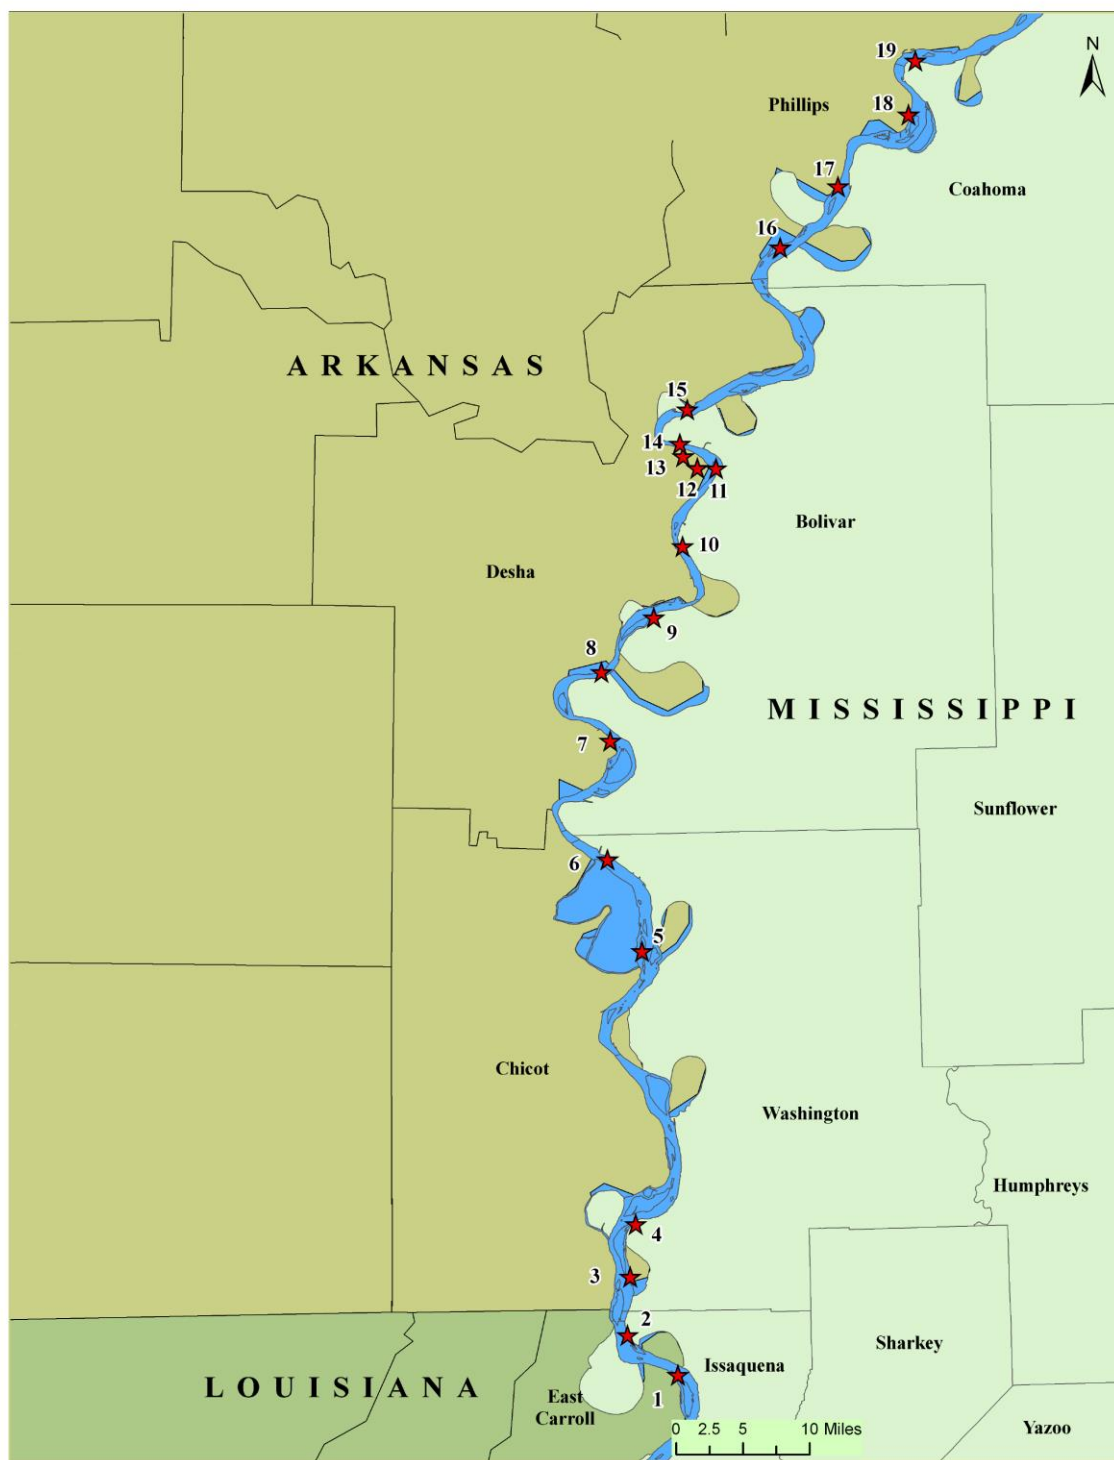 N
19
Phillips
18
17
Coahoma
16
ARKANSAS
15
14
13
12
11
Bolivar
10
Desha
9
8
MISSISSIPPI
7
Sunflower
6
5
Chicot
Washington
Humphreys
4
3
2
Issaquena
Sharkey
LOUISIANA
1
East
Carroll
0 2.5 5 10 Miles
Yazoo